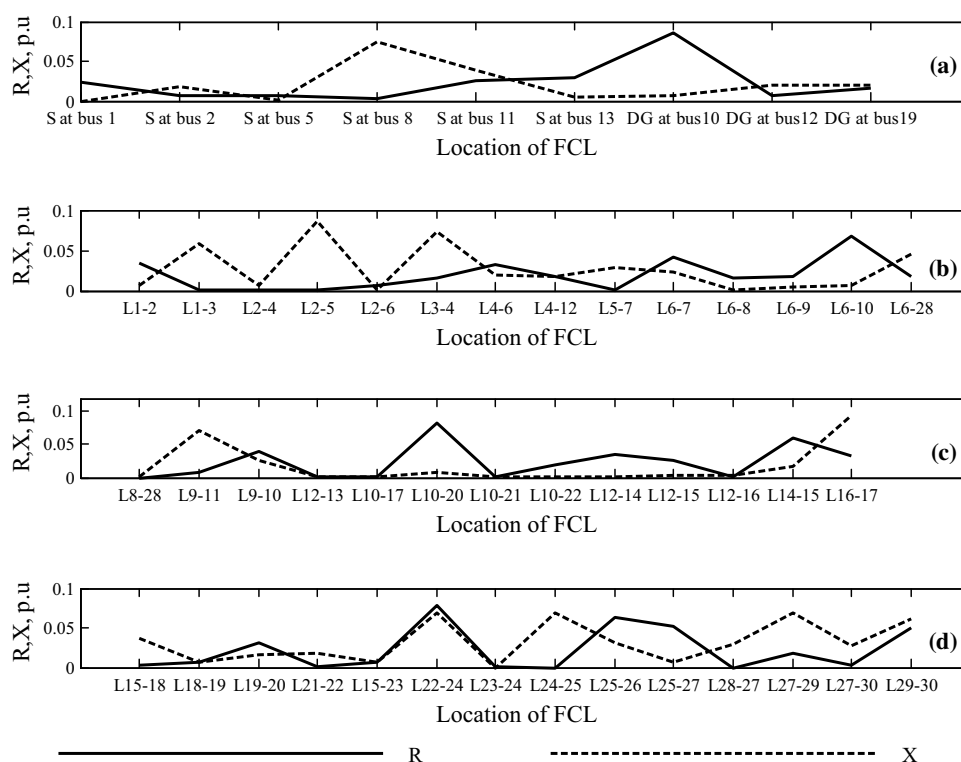 0.1
0.05
0
R,X, p.u
(a)
S at bus 1 S at bus 2 S at bus 5 S at bus 8 S at bus 11 S at bus 13 DG at bus10 DG at bus12 DG at bus19
Location of FCL
0.1
0.05
0
R,X, p.u
(b)
L1-2 L1-3 L2-4 L2-5 L2-6 L3-4 L4-6 L4-12 L5-7 L6-7 L6-8 L6-9 L6-10 L6-28
Location of FCL
0.1
0.05
0
R,X, p.u
(c)
L8-28 L9-11 L9-10 L12-13 L10-17 L10-20 L10-21 L10-22 L12-14 L12-15 L12-16 L14-15 L16-17
Location of FCL
0.1
0.05
0
R,X, p.u
(d)
L15-18 L18-19 L19-20 L21-22 L15-23 L22-24 L23-24 L24-25 L25-26 L25-27 L28-27 L27-29 L27-30 L29-30
Location of FCL
R X